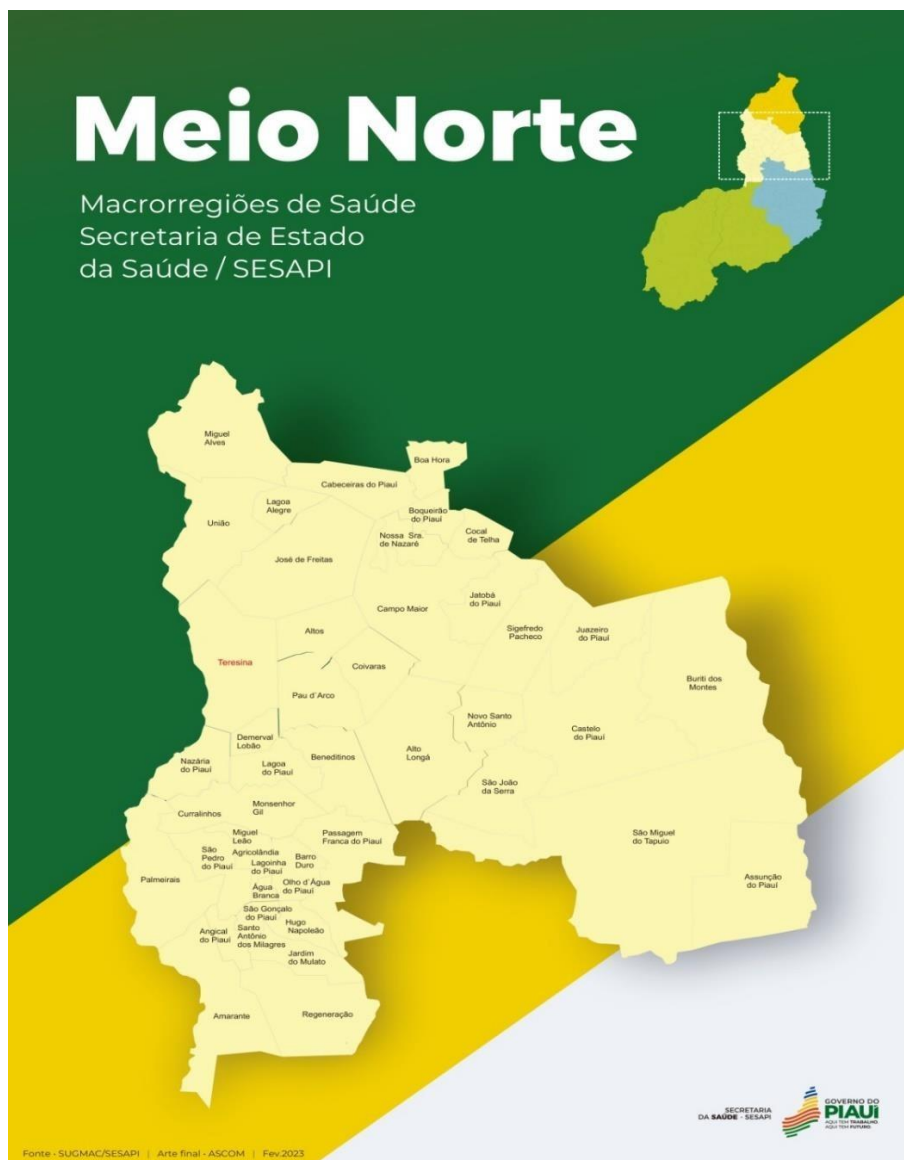 Meio Norte
Macrorregiões de Saúde
Secretaria de Estado
da Saúde / SESAPI
Miguel
Alves
Boa Hora
Cabeceiras do Piauí
Lagoa
Alegre
Boqueirão
do Piauí
União
Nossa Sra.
de Nazaré
Cocal
de Telha
José de Freitas
Jatobá
do Piauí
Campo Maior
Sigefredo
Pacheco
Juazeiro
do Piauí
Altos
Teresina
Coivaras
Buriti dos
Montes
Pau d´Arco
Novo Santo
Antônio
Castelo
do Piauí
Demerval
Lobão
Nazária
do Piauí
Lagoa
do Piauí
Beneditinos
Alto
Longá
São João
da Serra
Curralinhos
Monsenhor
Gil
Miguel
Leão
Passagem
Franca do Piauí
São Miguel
do Tapuio
São
Pedro
do Piauí
Agricolândia
Lagoinha
do Piauí
Barro
Duro
Palmeirais
Assunção
do Piauí
Água
Branca
Olho d´Água
do Piauí
São Gonçalo
do Piauí
Angical
do Piauí
Santo
Antônio
dos Milagres
Hugo
Napoleão
Jardim
do Mulato
Amarante
Regeneração
SECRETARIA
DA SAÚDE - SESAPI
GOVERNO DO
PIAUÍ
AQUI TEM TRABALHO.
AQUI TEM FUTURO.
Fonte - SUGMAC/SESAPI | Arte final - ASCOM | Fev.2023